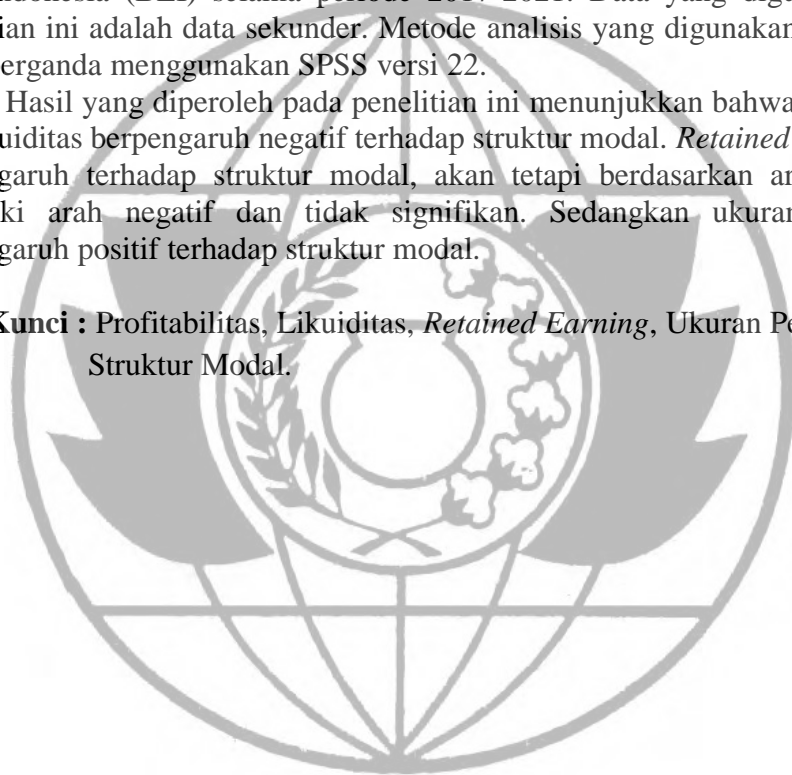 Indonesia (BEI) selama periode 2017-2021. Data yang diga
ian ini adalah data sekunder. Metode analisis yang digunakan
erganda menggunakan SPSS versi 22.
Hasil yang diperoleh pada penelitian ini menunjukkan bahwa
uiditas berpengaruh negatif terhadap struktur modal. Retained
garuh terhadap struktur modal, akan tetapi berdasarkan ar
ki arah negatif dan tidak signifikan. Sedangkan ukuran
garuh positif terhadap struktur modal.
Kunci : Profitabilitas, Likuiditas, Retained Earning, Ukuran Pe
Struktur Modal.